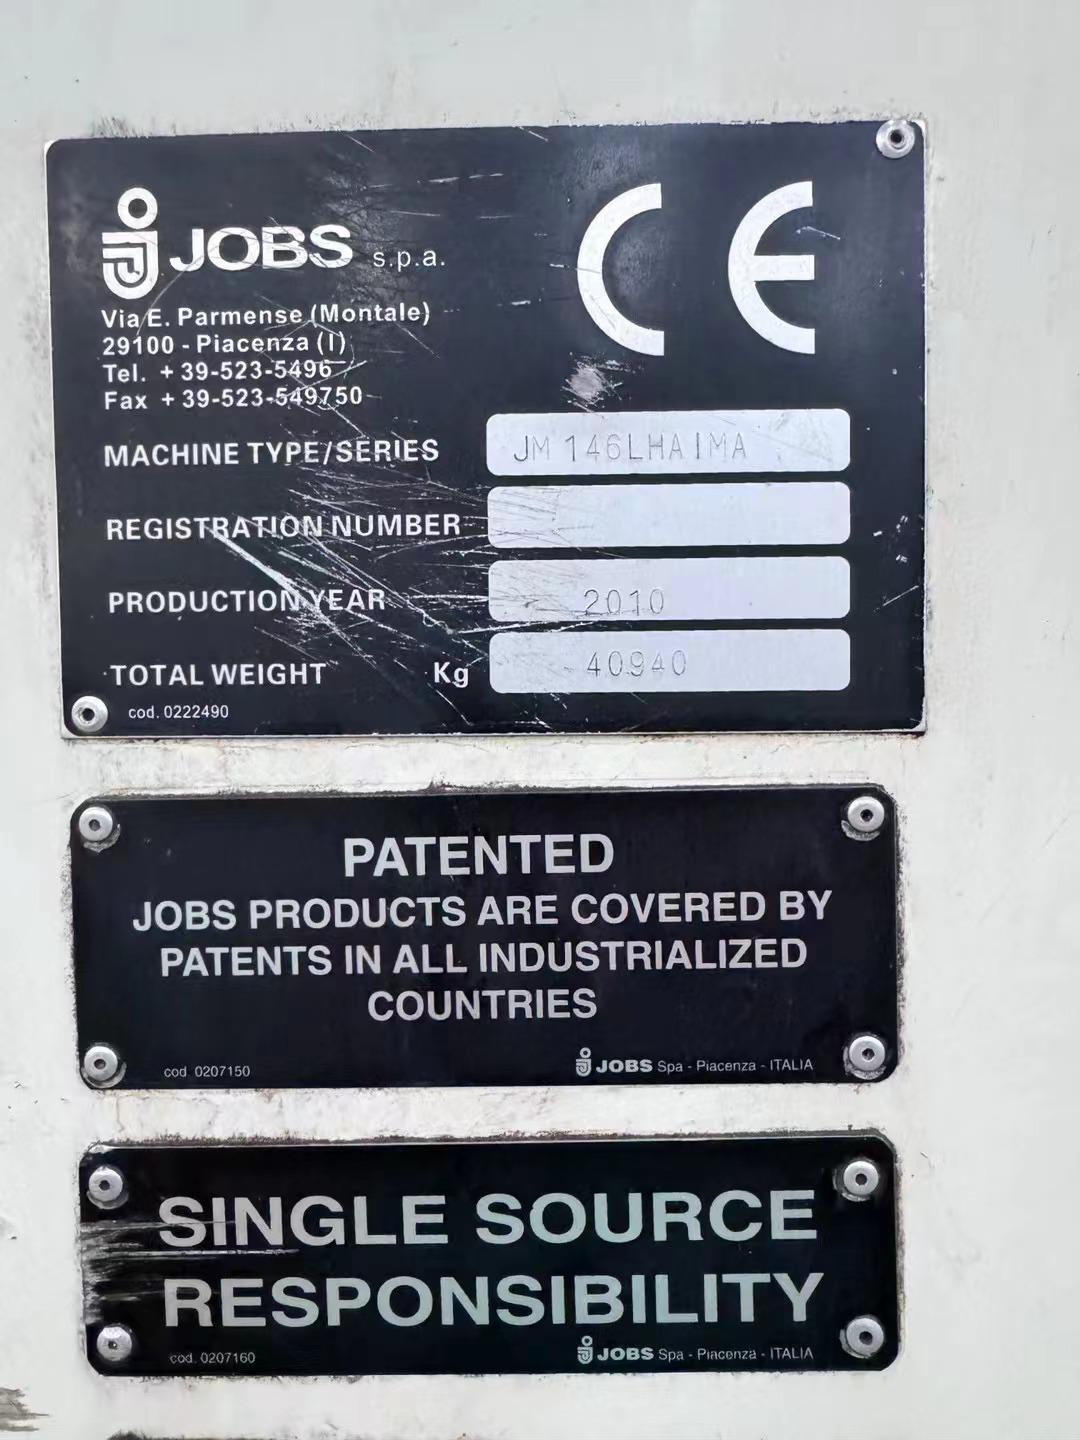 JOBS s.p.a.
CE
Via E. Parmense (Montale)
29100 - Piacenza (I)
Tel. + 39-523-5496
Fax + 39-523-549750
MACHINE TYPE/SERIES JM 146LHAIMA
REGISTRATION NUMBER
PRODUCTION YEAR 2010
TOTAL WEIGHT Kg 40940
cod. 0222490
PATENTED
JOBS PRODUCTS ARE COVERED BY
PATENTS IN ALL INDUSTRIALIZED
COUNTRIES
cod 0207150 JOBS Spa - Piacenza - ITALIA
SINGLE SOURCE
RESPONSIBILITY
cod. 0207160 JOBS Spa - Piacenza - ITALIA